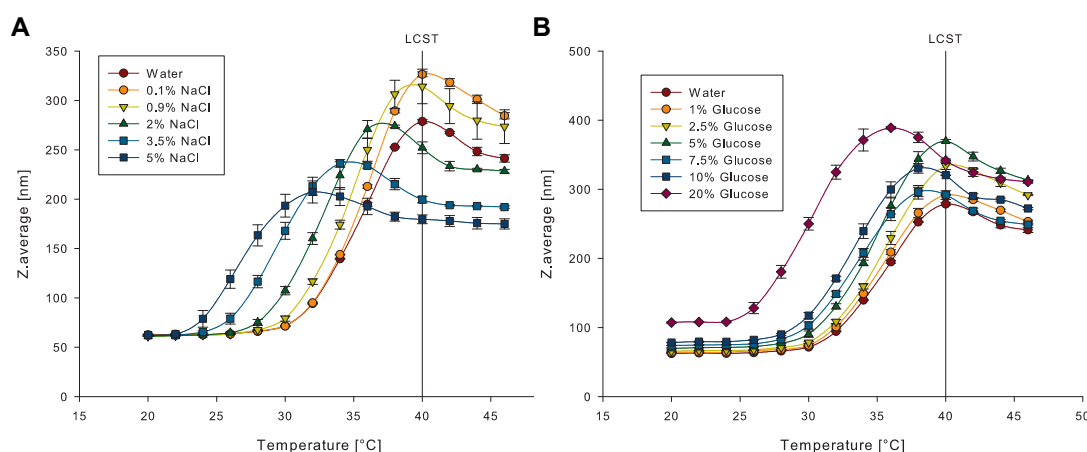 A
LCST
Z.average [nm]
350
300
250
200
150
100
50
0
Water
0.1% NaCl
0.9% NaCl
2% NaCl
3.5% NaCl
5% NaCl
15 20 25 30 35 40 45
Temperature [°C]
B
LCST
Z.average [nm]
500
400
300
200
100
0
Water
1% Glucose
2.5% Glucose
5% Glucose
7.5% Glucose
10% Glucose
20% Glucose
15 20 25 30 35 40 45 50
Temperature [°C]